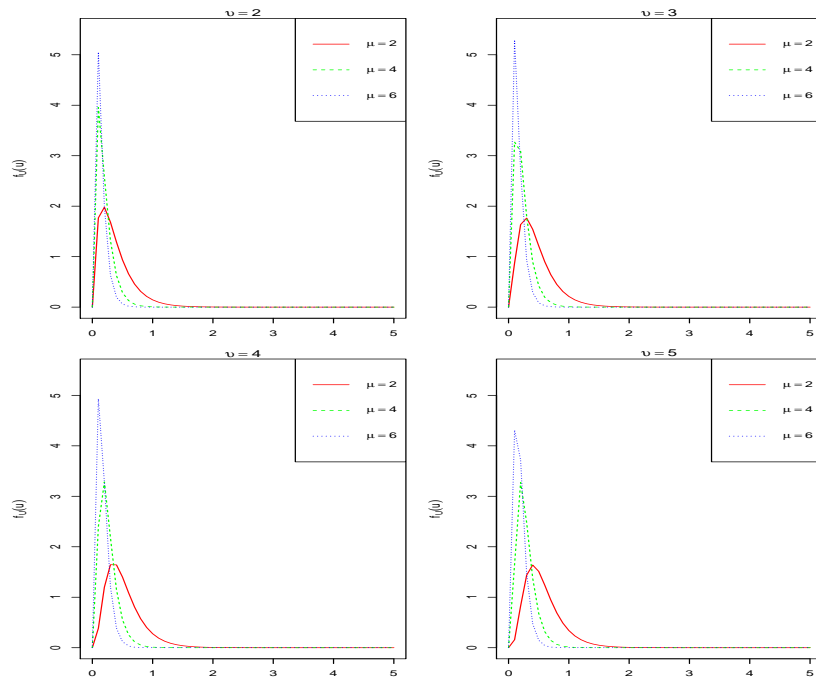 υ = 2
μ = 2
μ = 4
μ = 6
f_U(u)
0 1 2 3 4 5
0 1 2 3 4 5
υ = 3
μ = 2
μ = 4
μ = 6
f_U(u)
0 1 2 3 4 5
0 1 2 3 4 5
υ = 4
μ = 2
μ = 4
μ = 6
f_U(u)
0 1 2 3 4 5
0 1 2 3 4 5
υ = 5
μ = 2
μ = 4
μ = 6
f_U(u)
0 1 2 3 4 5
0 1 2 3 4 5